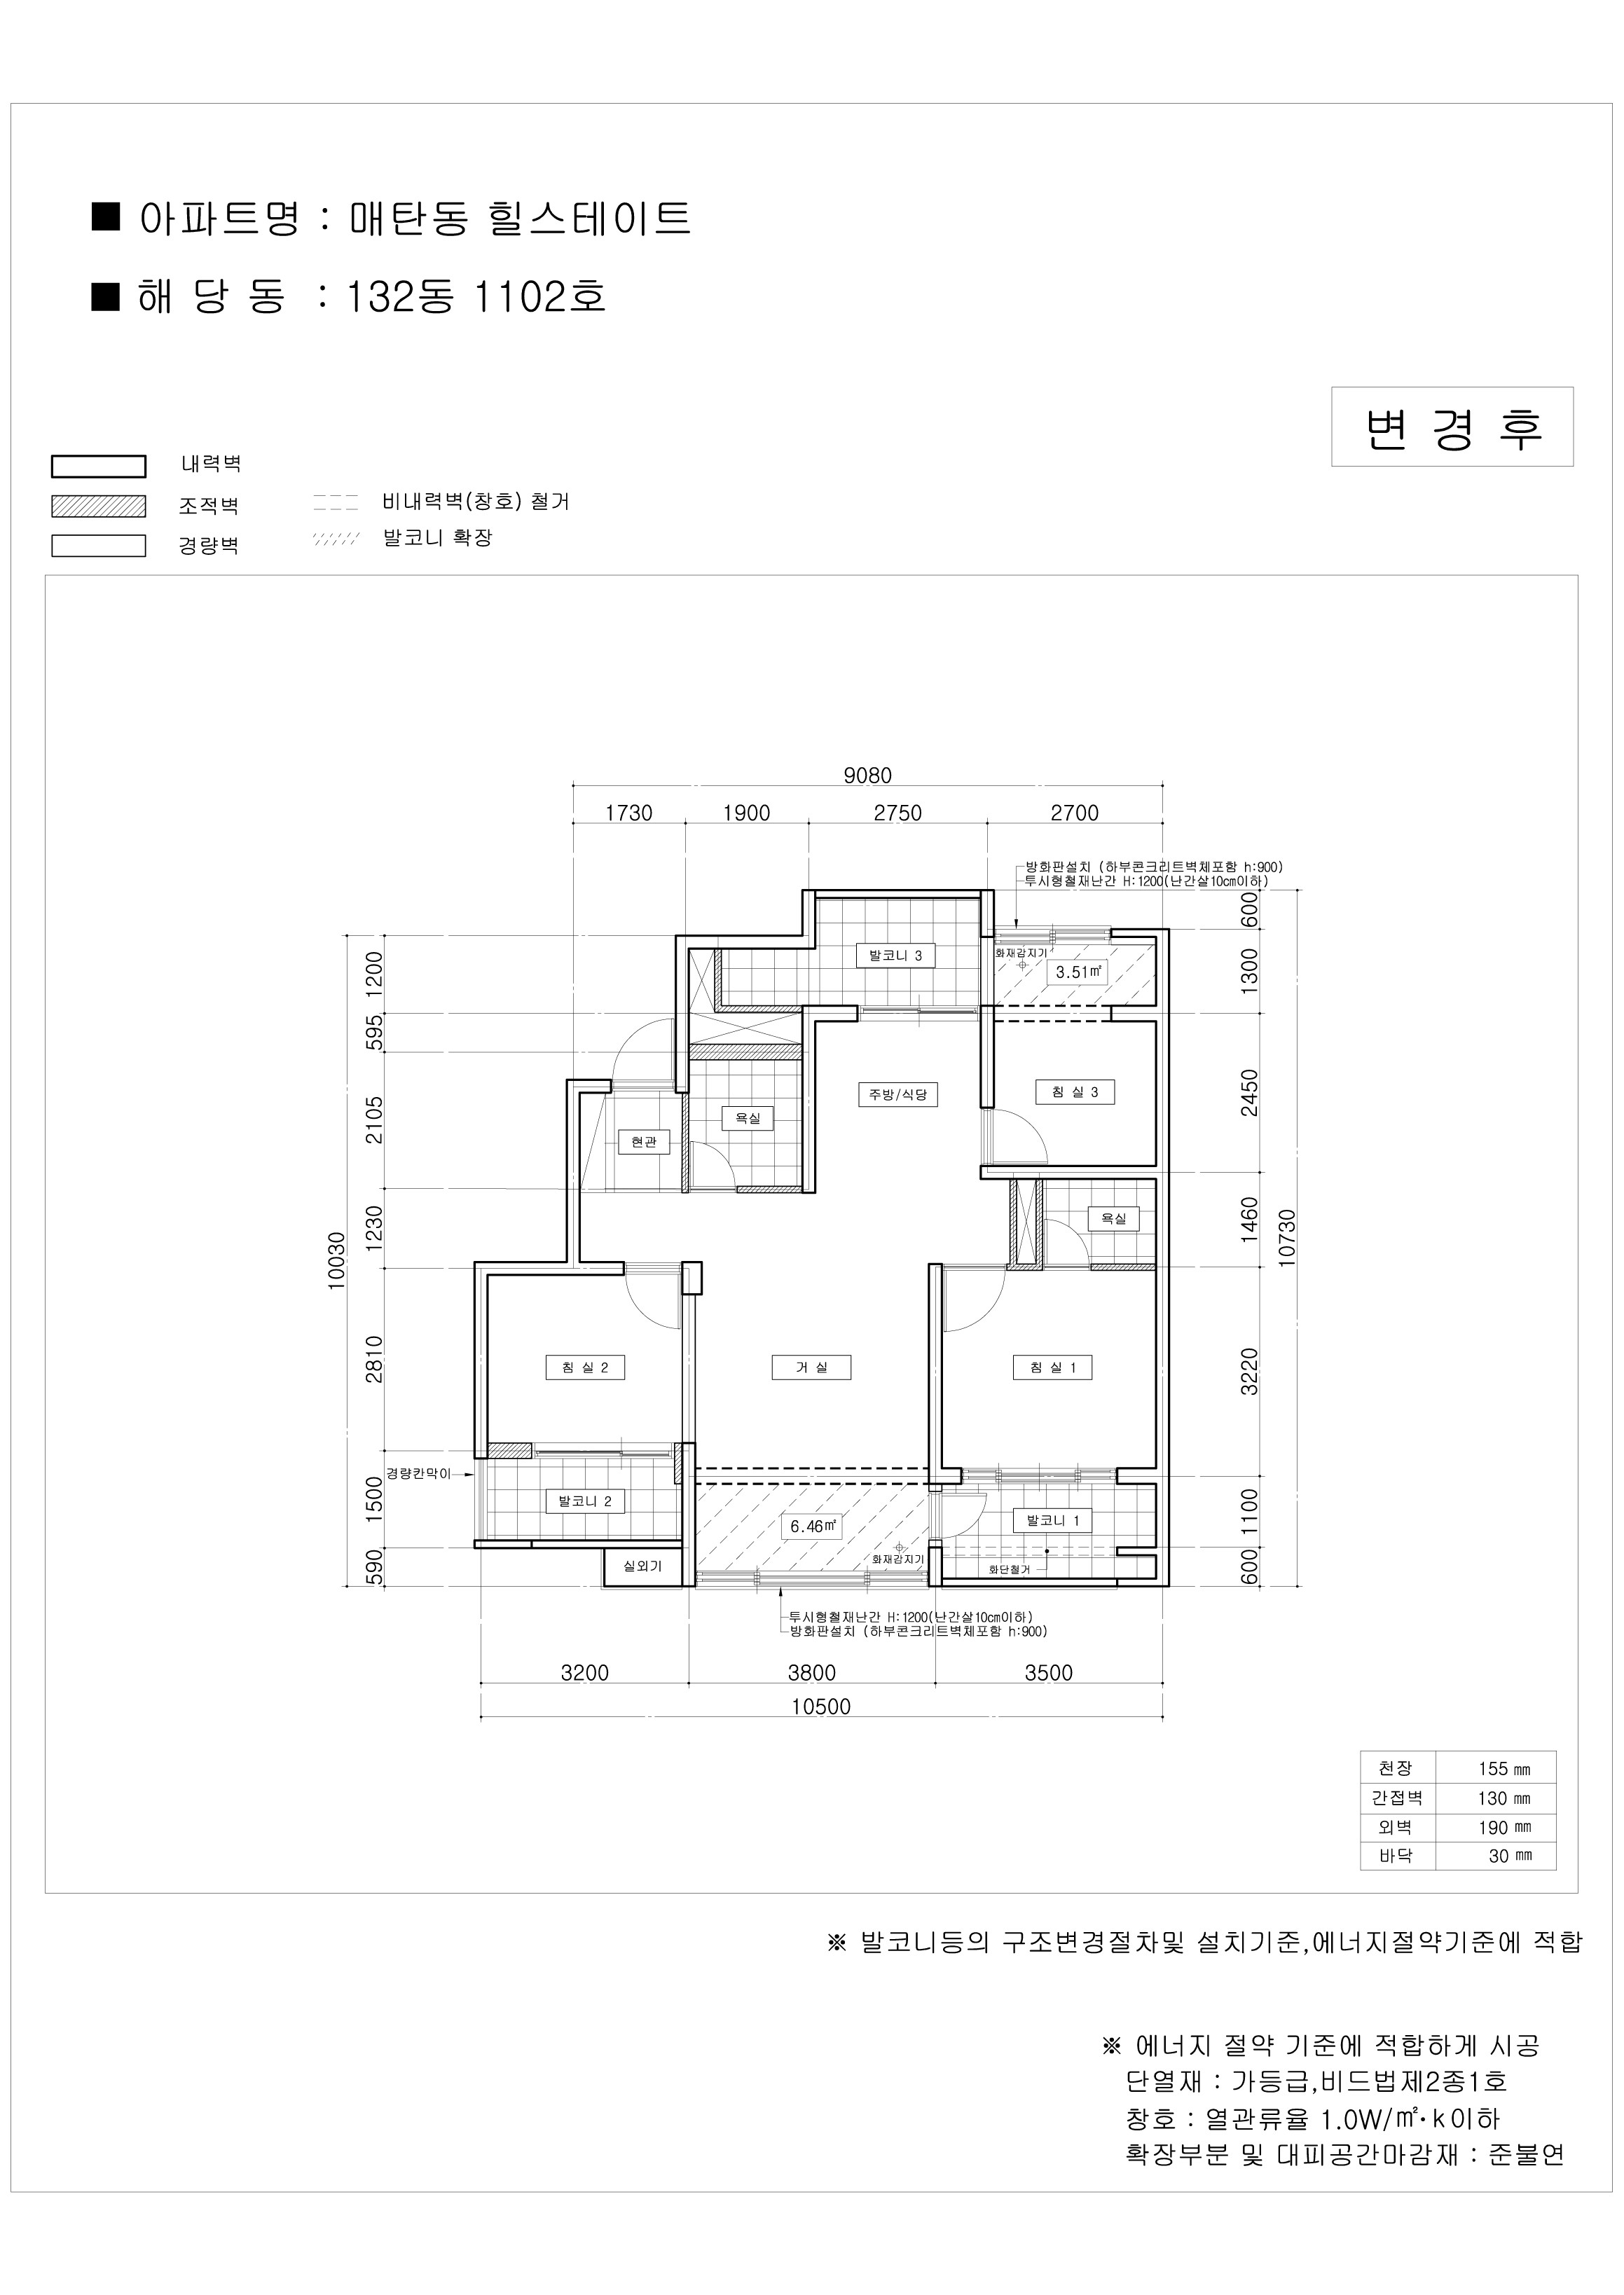 ■ 아파트명 : 매탄동 힐스테이트
■ 해 당 동 : 132동 1102호
변 경 후
내력벽
조적벽
경량벽
비내력벽(창호) 철거
발코니 확장
9080
1730 1900 2750 2700
방화판설치 (하부콘크리트벽체포함 h:900)
투시형철재난간 H:1200(난간살10㎝이하)
600
1300
2450
1460
10730
3220
1100
600
1200
595
2105
1230
10030
2810
1500
590
발코니 3
화재감지기
3.51㎡
주방/식당
침 실 3
욕실
현관
욕실
침 실 2
거 실
침 실 1
경량칸막이
발코니 2
6.46㎡
발코니 1
화재감지기
화단철거
실외기
투시형철재난간 H:1200(난간살10㎝이하)
방화판설치 (하부콘크리트벽체포함 h:900)
3200 3800 3500
10500
천장 155 ㎜
간접벽 130 ㎜
외벽 190 ㎜
바닥 30 ㎜
※ 발코니등의 구조변경절차및 설치기준,에너지절약기준에 적합
※ 에너지 절약 기준에 적합하게 시공
단열재 : 가등급,비드법제2종1호
창호 : 열관류율 1.0W/㎡·k이하
확장부분 및 대피공간마감재 : 준불연